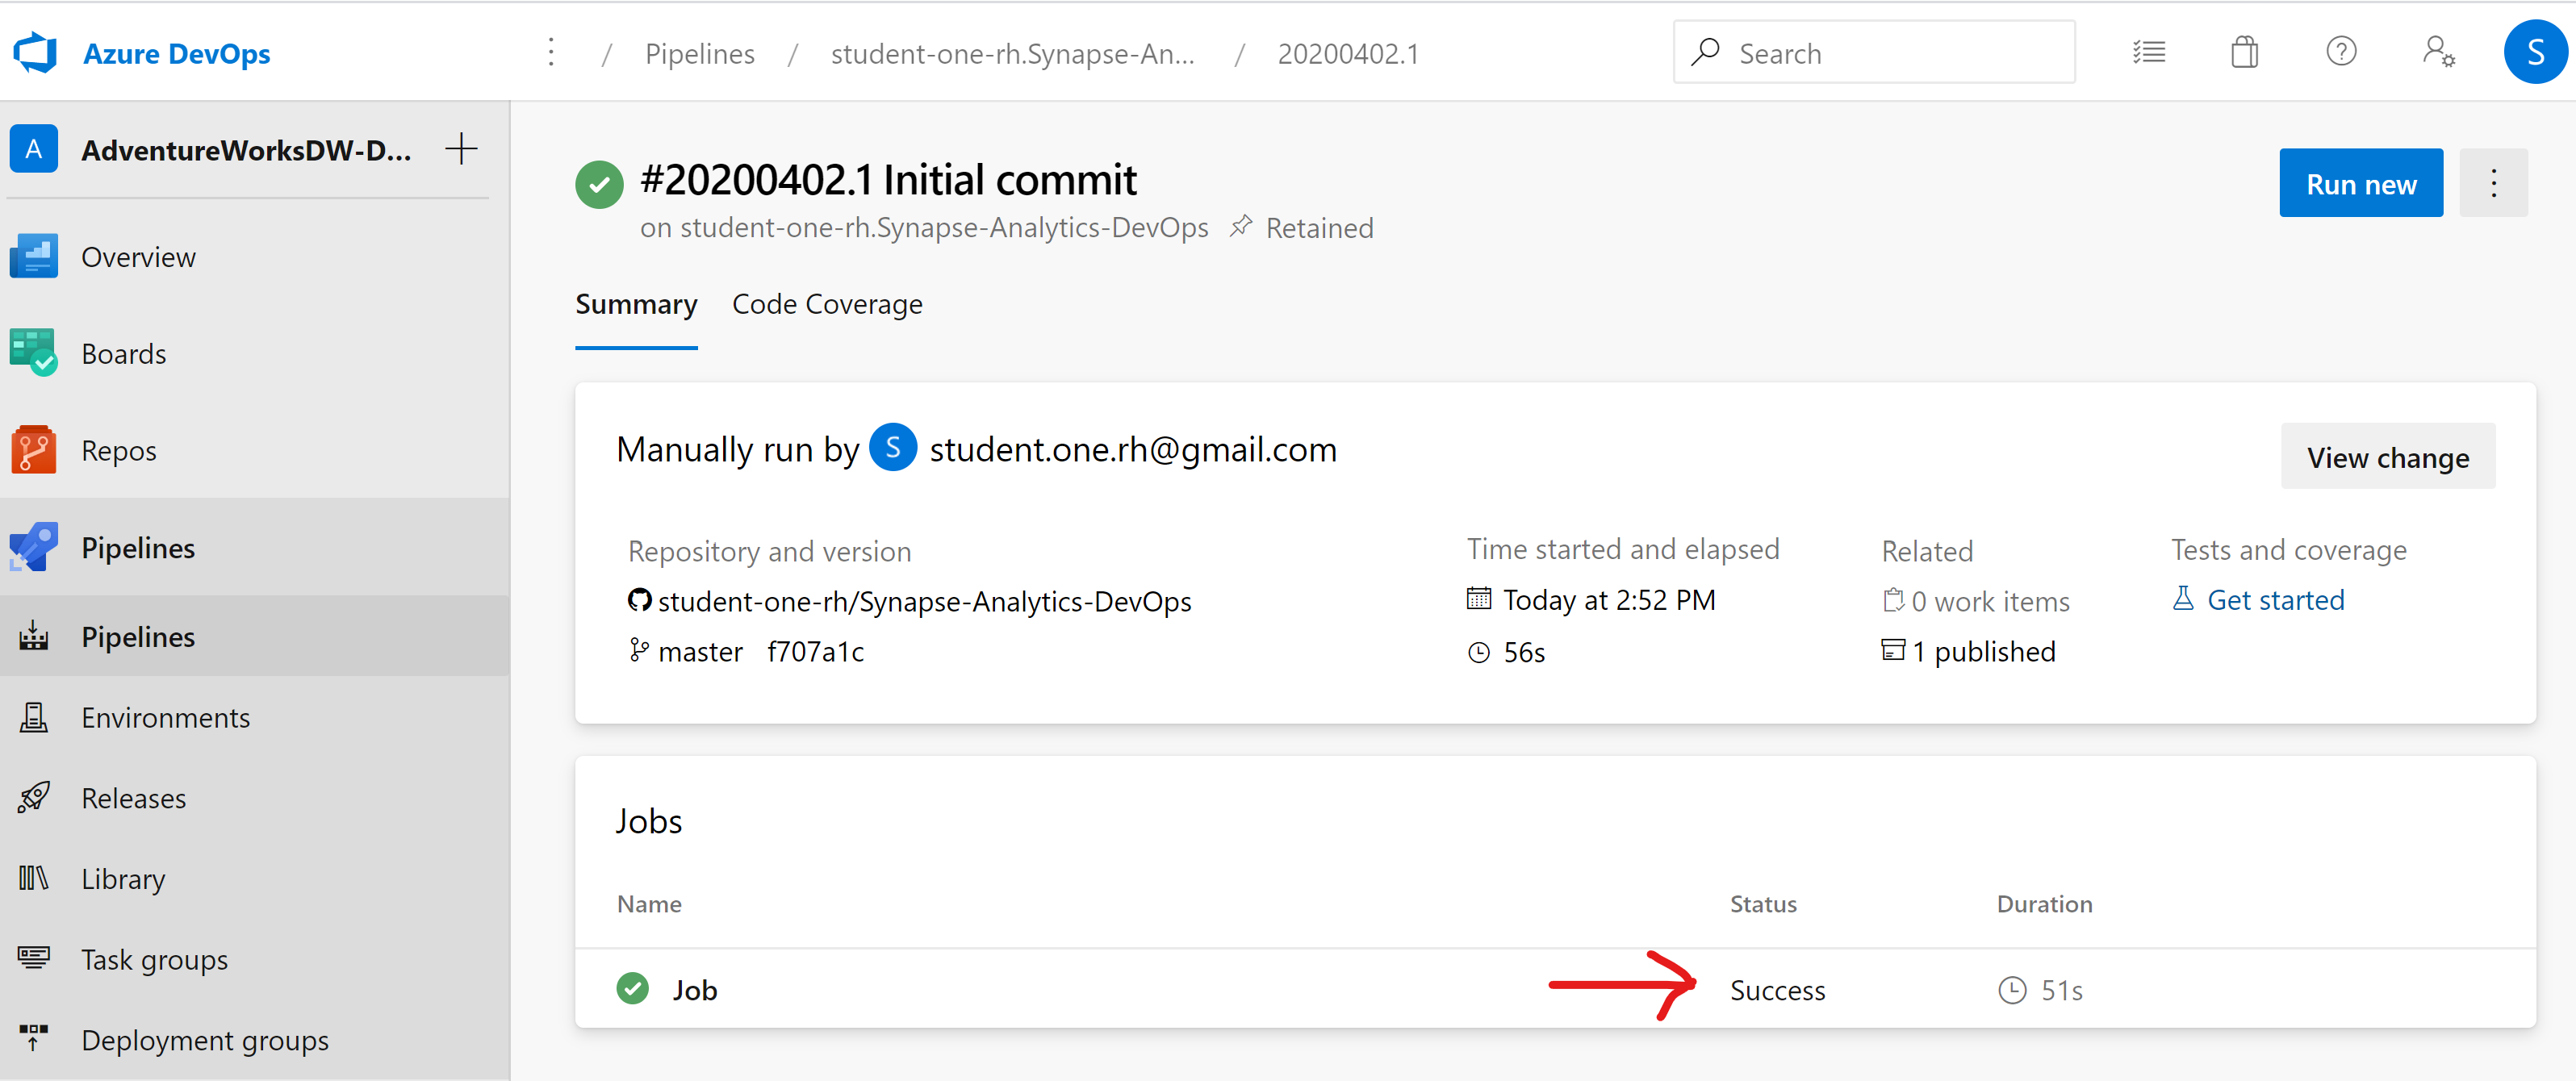 Azure DevOps
/ Pipelines / student-one-rh.Synapse-An... / 20200402.1
Search
S
A AdventureWorksDW-D...
Overview
Boards
Repos
Pipelines
Pipelines
Environments
Releases
Library
Task groups
Deployment groups
#20200402.1 Initial commit
on student-one-rh.Synapse-Analytics-DevOps Retained
Run new
Summary Code Coverage
Manually run by S student.one.rh@gmail.com
View change
Repository and version
student-one-rh/Synapse-Analytics-DevOps
master f707a1c
Time started and elapsed
Today at 2:52 PM
56s
Related
0 work items
1 published
Tests and coverage
Get started
Jobs
Name Status Duration
Job Success 51s